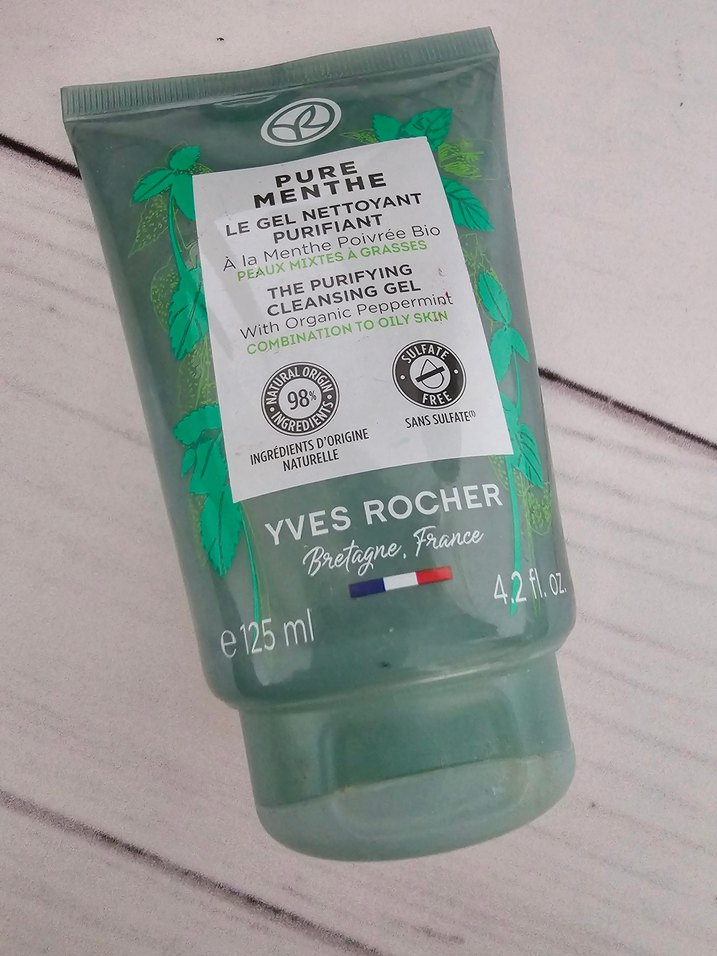 PURE
MENTHE
LE GEL NETTOYANT
PURIFIANT
À la Menthe Poivrée Bio
PEAUX MIXTES À GRASSES
THE PURIFYING
CLEANSING GEL
With Organic Peppermint
COMBINATION TO OILY SKIN
NATURAL ORIGIN
98%
INGREDIENTS
INGRÉDIENTS D'ORIGINE
NATURELLE
SULFATE
FREE
SANS SULFATE(1)
YVES ROCHER
Bretagne, France
e 125 ml
4.2 fl. oz.